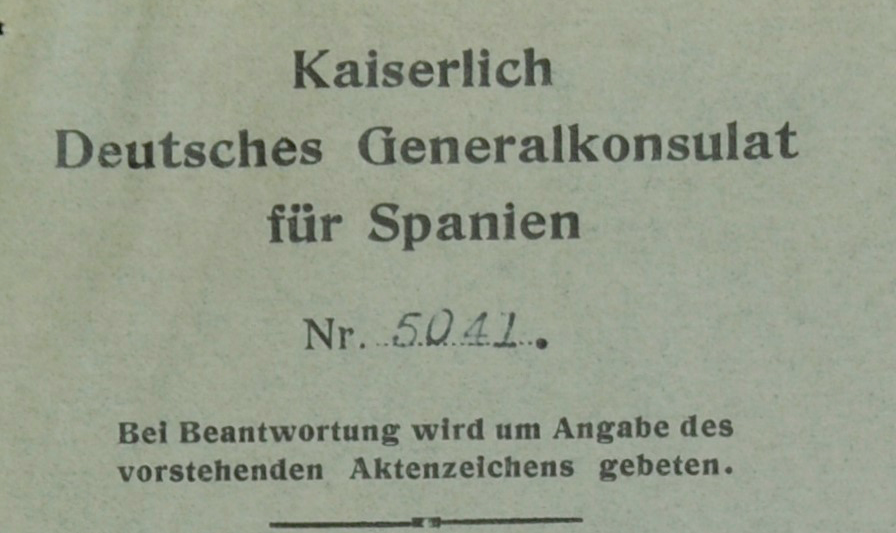 Kaiserlich
Deutsches Generalkonsulat
für Spanien
Nr. 5041.
Bei Beantwortung wird um Angabe des
vorstehenden Aktenzeichens gebeten.